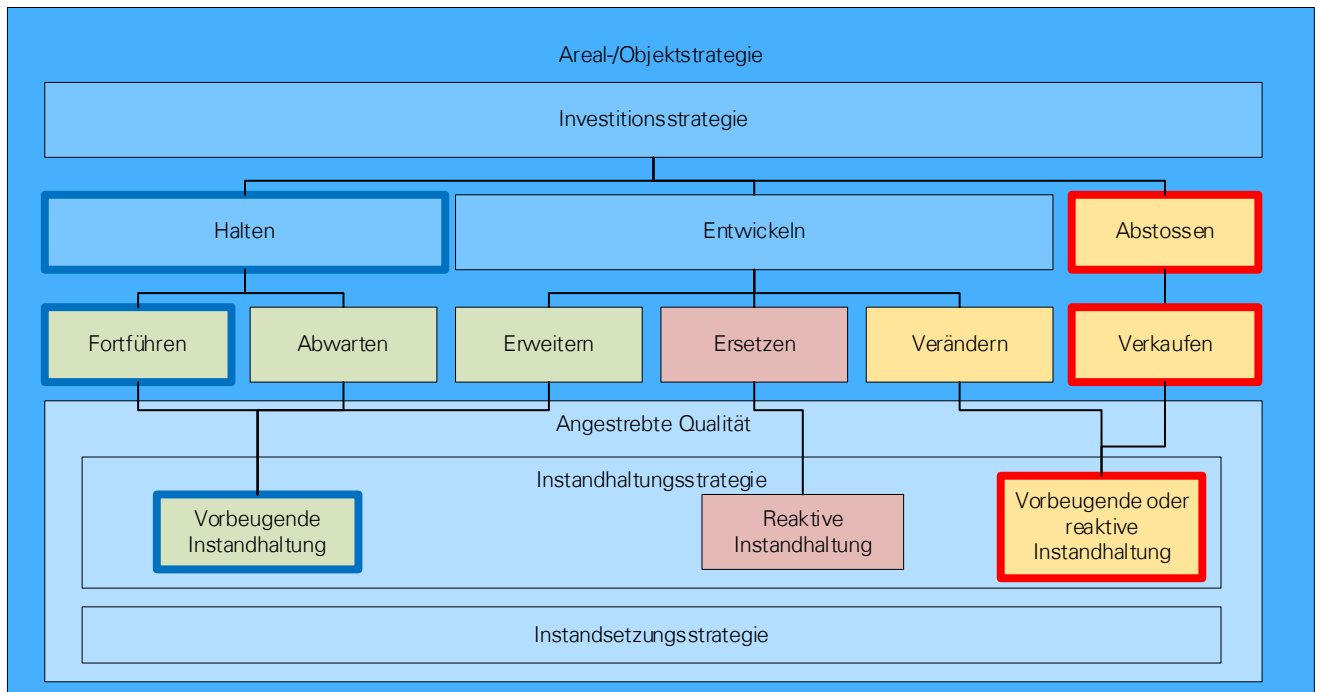 Areal-/Objektstrategie
Investitionsstrategie
Halten
Entwickeln
Abstossen
Fortführen
Abwarten
Erweitern
Ersetzen
Verändern
Verkaufen
Angestrebte Qualität
Instandhaltungsstrategie
Vorbeugende
Instandhaltung
Reaktive
Instandhaltung
Vorbeugende oder
reaktive
Instandhaltung
Instandsetzungsstrategie